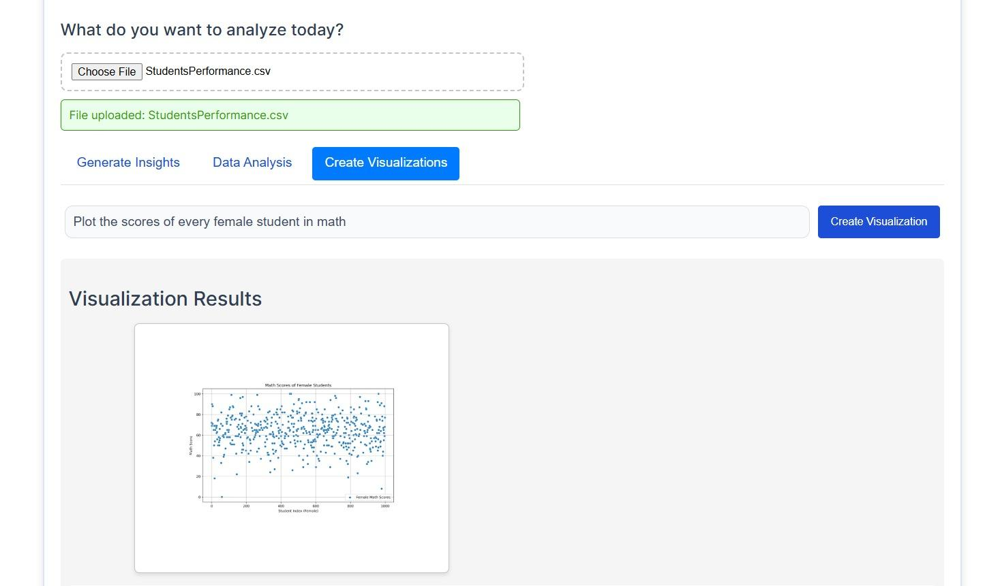 What do you want to analyze today?
Choose File StudentsPerformance.csv
File uploaded: StudentsPerformance.csv
Generate Insights Data Analysis Create Visualizations
Plot the scores of every female student in math Create Visualization
Visualization Results
Math Scores of Female Students
100
80
60
40
20
0
Math Score
Female Math Scores
0 200 400 600 800 1000
Student Index (Female)